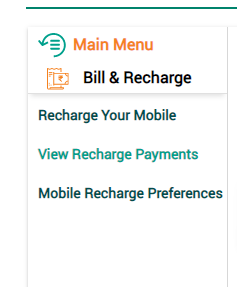 Main Menu
Bill & Recharge
Recharge Your Mobile
View Recharge Payments
Mobile Recharge Preferences